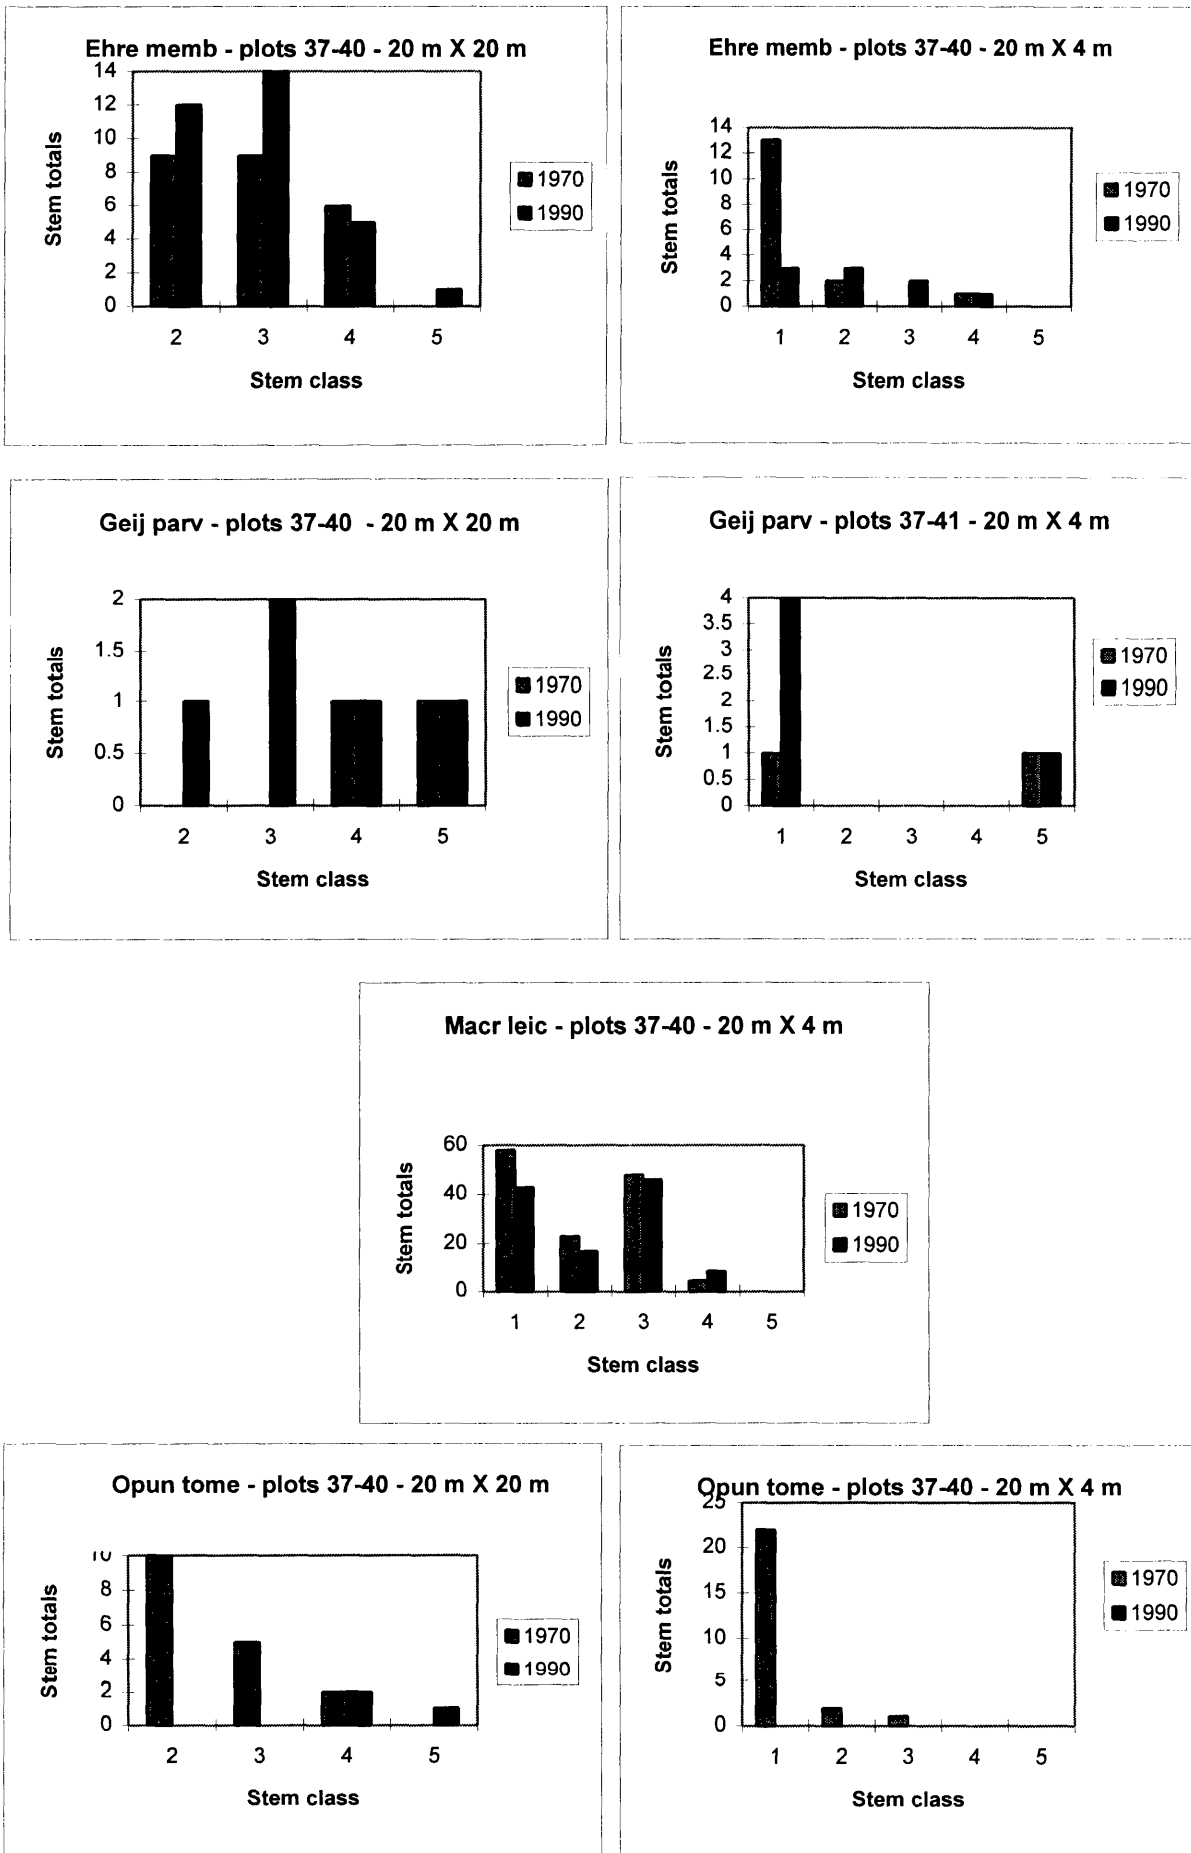 Ehre memb - plots 37-40 - 20 m X 20 m
Stem totals
14
12
10
8
6
4
2
0
2 3 4 5
Stem class
1970
1990
Ehre memb - plots 37-40 - 20 m X 4 m
Stem totals
14
12
10
8
6
4
2
0
1 2 3 4 5
Stem class
1970
1990
Geij parv - plots 37-40 - 20 m X 20 m
Stem totals
2
1.5
1
0.5
0
2 3 4 5
Stem class
1970
1990
Geij parv - plots 37-41 - 20 m X 4 m
Stem totals
4
3.5
3
2.5
2
1.5
1
0.5
0
1 2 3 4 5
Stem class
1970
1990
Macr leic - plots 37-40 - 20 m X 4 m
Stem totals
60
40
20
0
1 2 3 4 5
Stem class
1970
1990
Opun tome - plots 37-40 - 20 m X 20 m
Stem totals
10
8
6
4
2
0
2 3 4 5
Stem class
1970
1990
Opun tome - plots 37-40 - 20 m X 4 m
Stem totals
25
20
15
10
5
0
1 2 3 4 5
Stem class
1970
1990